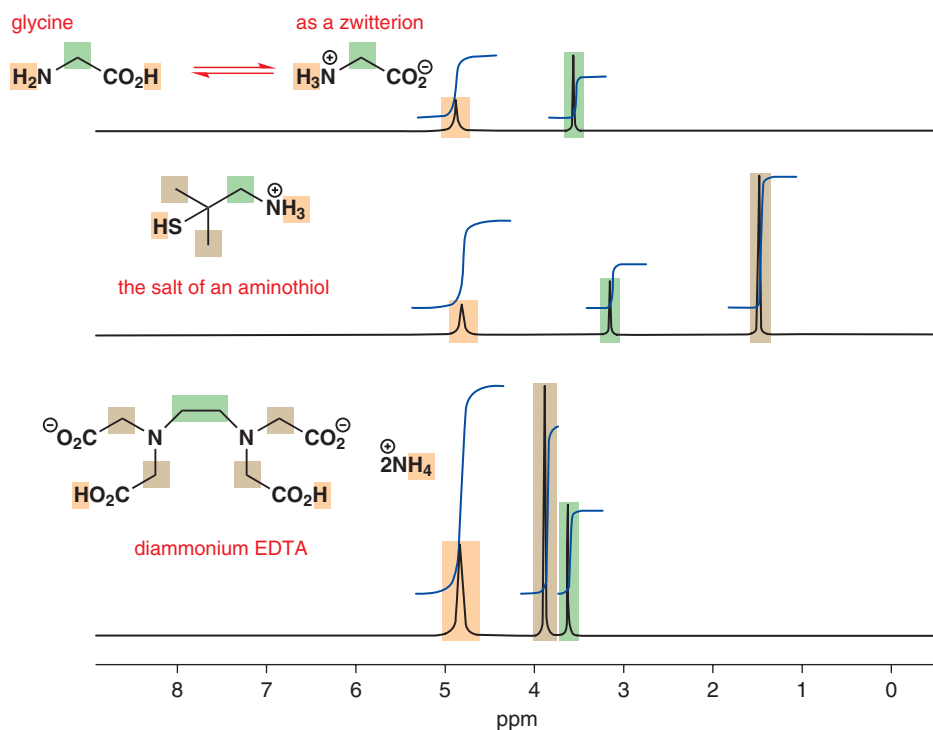 glycine
as a zwitterion
H₂N CO₂H
H₃N⊕ CO₂⊖
HS NH₃⊕
the salt of an aminothiol
⊖O₂C N N CO₂⊖
HO₂C CO₂H
2NH₄⊕
diammonium EDTA
8 7 6 5 4 3 2 1 0
ppm